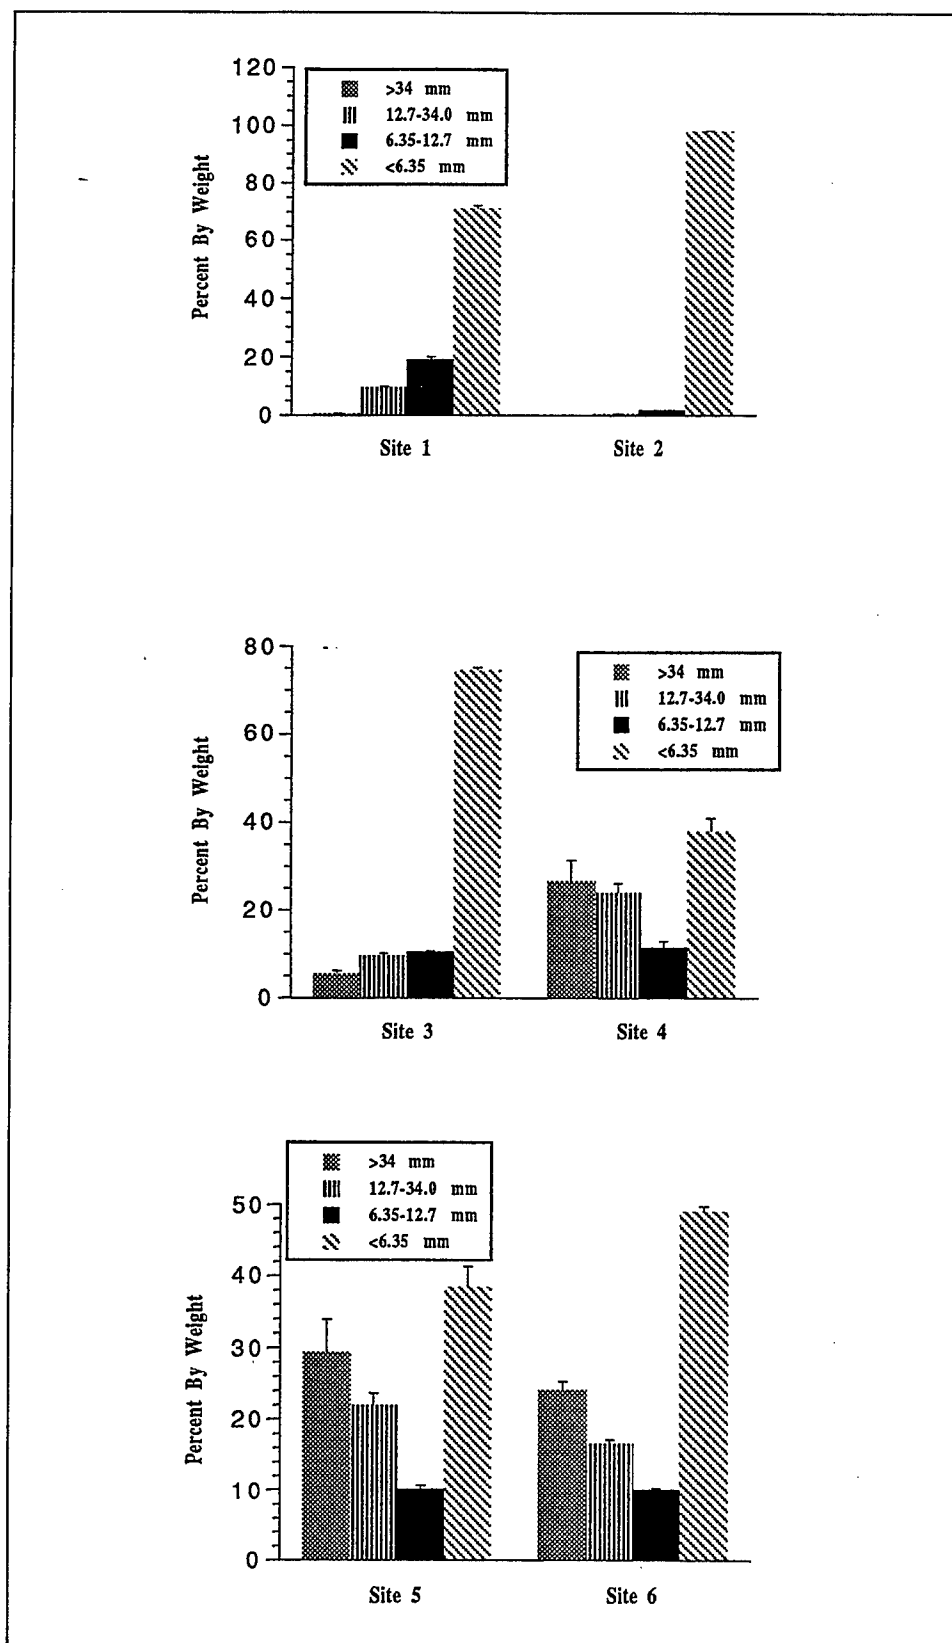 120
100
80
60
40
20
0
Percent By Weight
>34 mm
12.7-34.0 mm
6.35-12.7 mm
<6.35 mm
Site 1 Site 2
80
60
40
20
0
Percent By Weight
>34 mm
12.7-34.0 mm
6.35-12.7 mm
<6.35 mm
Site 3 Site 4
>34 mm
12.7-34.0 mm
6.35-12.7 mm
<6.35 mm
50
40
30
20
10
0
Percent By Weight
Site 5 Site 6